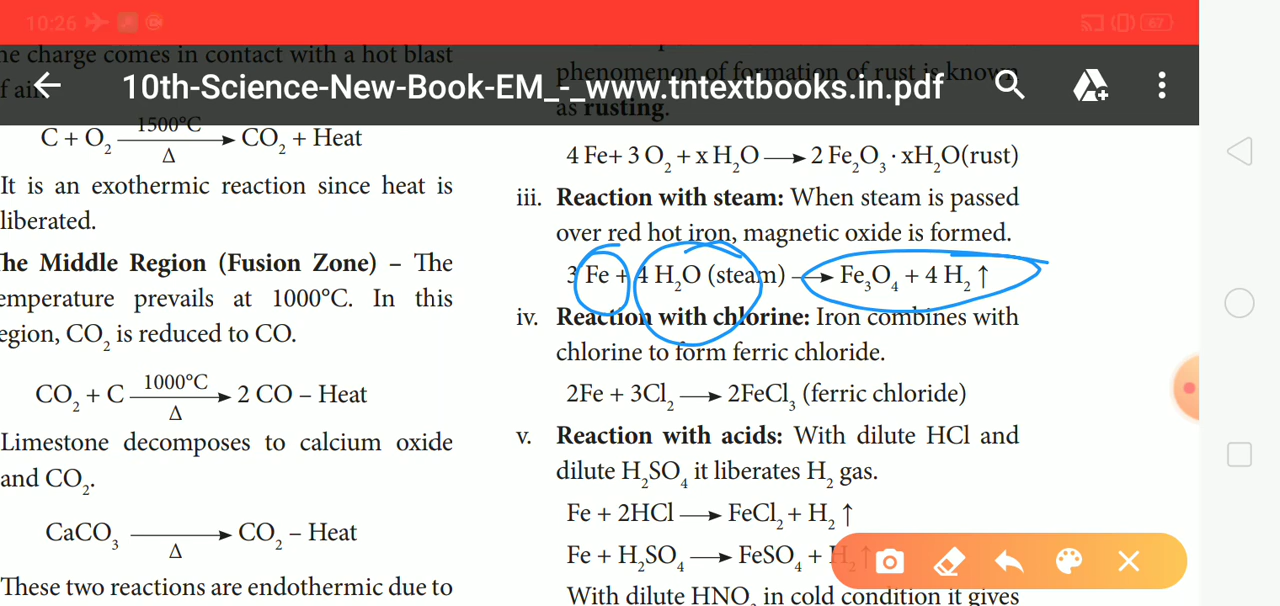 10:26
67
10th-Science-New-Book-EM_-_www.tntextbooks.in.pdf
he charge comes in contact with a hot blast
f air
C + O₂ —1500°C/Δ→ CO₂ + Heat
It is an exothermic reaction since heat is
liberated.
he Middle Region (Fusion Zone) – The
emperature prevails at 1000°C. In this
egion, CO₂ is reduced to CO.
CO₂ + C —1000°C/Δ→ 2 CO – Heat
Limestone decomposes to calcium oxide
and CO₂.
CaCO₃ —Δ→ CO₂ – Heat
These two reactions are endothermic due to
phenomenon of formation of rust is known
as rusting.
4 Fe+ 3 O₂ + x H₂O → 2 Fe₂O₃ · xH₂O(rust)
iii. Reaction with steam: When steam is passed
over red hot iron, magnetic oxide is formed.
3 Fe + 4 H₂O (steam) → Fe₃O₄ + 4 H₂ ↑
iv. Reaction with chlorine: Iron combines with
chlorine to form ferric chloride.
2Fe + 3Cl₂ → 2FeCl₃ (ferric chloride)
v. Reaction with acids: With dilute HCl and
dilute H₂SO₄ it liberates H₂ gas.
Fe + 2HCl → FeCl₂ + H₂ ↑
Fe + H₂SO₄ → FeSO₄ + H₂ ↑
With dilute HNO₃ in cold condition it gives